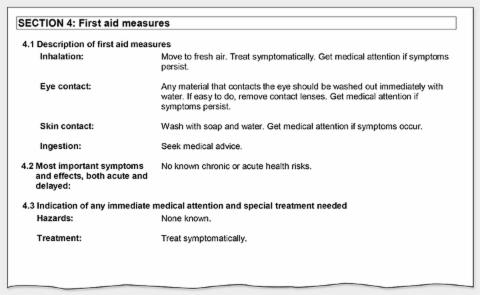 SECTION 4: First aid measures
4.1 Description of first aid measures
Inhalation: Move to fresh air. Treat symptomatically. Get medical attention if symptoms
persist.
Eye contact: Any material that contacts the eye should be washed out immediately with
water. If easy to do, remove contact lenses. Get medical attention if
symptoms persist.
Skin contact: Wash with soap and water. Get medical attention if symptoms occur.
Ingestion: Seek medical advice.
4.2 Most important symptoms No known chronic or acute health risks.
and effects, both acute and
delayed:
4.3 Indication of any immediate medical attention and special treatment needed
Hazards: None known.
Treatment: Treat symptomatically.